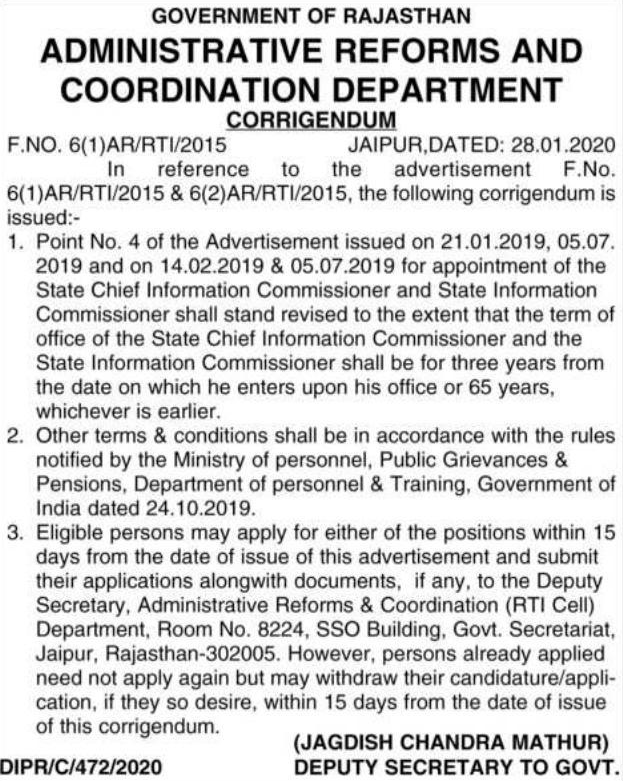 GOVERNMENT OF RAJASTHAN
ADMINISTRATIVE REFORMS AND
COORDINATION DEPARTMENT
CORRIGENDUM
F.NO. 6(1)AR/RTI/2015 JAIPUR,DATED: 28.01.2020
In reference to the advertisement F.No.
6(1)AR/RTI/2015 & 6(2)AR/RTI/2015, the following corrigendum is
issued:-
1. Point No. 4 of the Advertisement issued on 21.01.2019, 05.07.
2019 and on 14.02.2019 & 05.07.2019 for appointment of the
State Chief Information Commissioner and State Information
Commissioner shall stand revised to the extent that the term of
office of the State Chief Information Commissioner and the
State Information Commissioner shall be for three years from
the date on which he enters upon his office or 65 years,
whichever is earlier.
2. Other terms & conditions shall be in accordance with the rules
notified by the Ministry of personnel, Public Grievances &
Pensions, Department of personnel & Training, Government of
India dated 24.10.2019.
3. Eligible persons may apply for either of the positions within 15
days from the date of issue of this advertisement and submit
their applications alongwith documents, if any, to the Deputy
Secretary, Administrative Reforms & Coordination (RTI Cell)
Department, Room No. 8224, SSO Building, Govt. Secretariat,
Jaipur, Rajasthan-302005. However, persons already applied
need not apply again but may withdraw their candidature/appli-
cation, if they so desire, within 15 days from the date of issue
of this corrigendum.
(JAGDISH CHANDRA MATHUR)
DIPR/C/472/2020 DEPUTY SECRETARY TO GOVT.